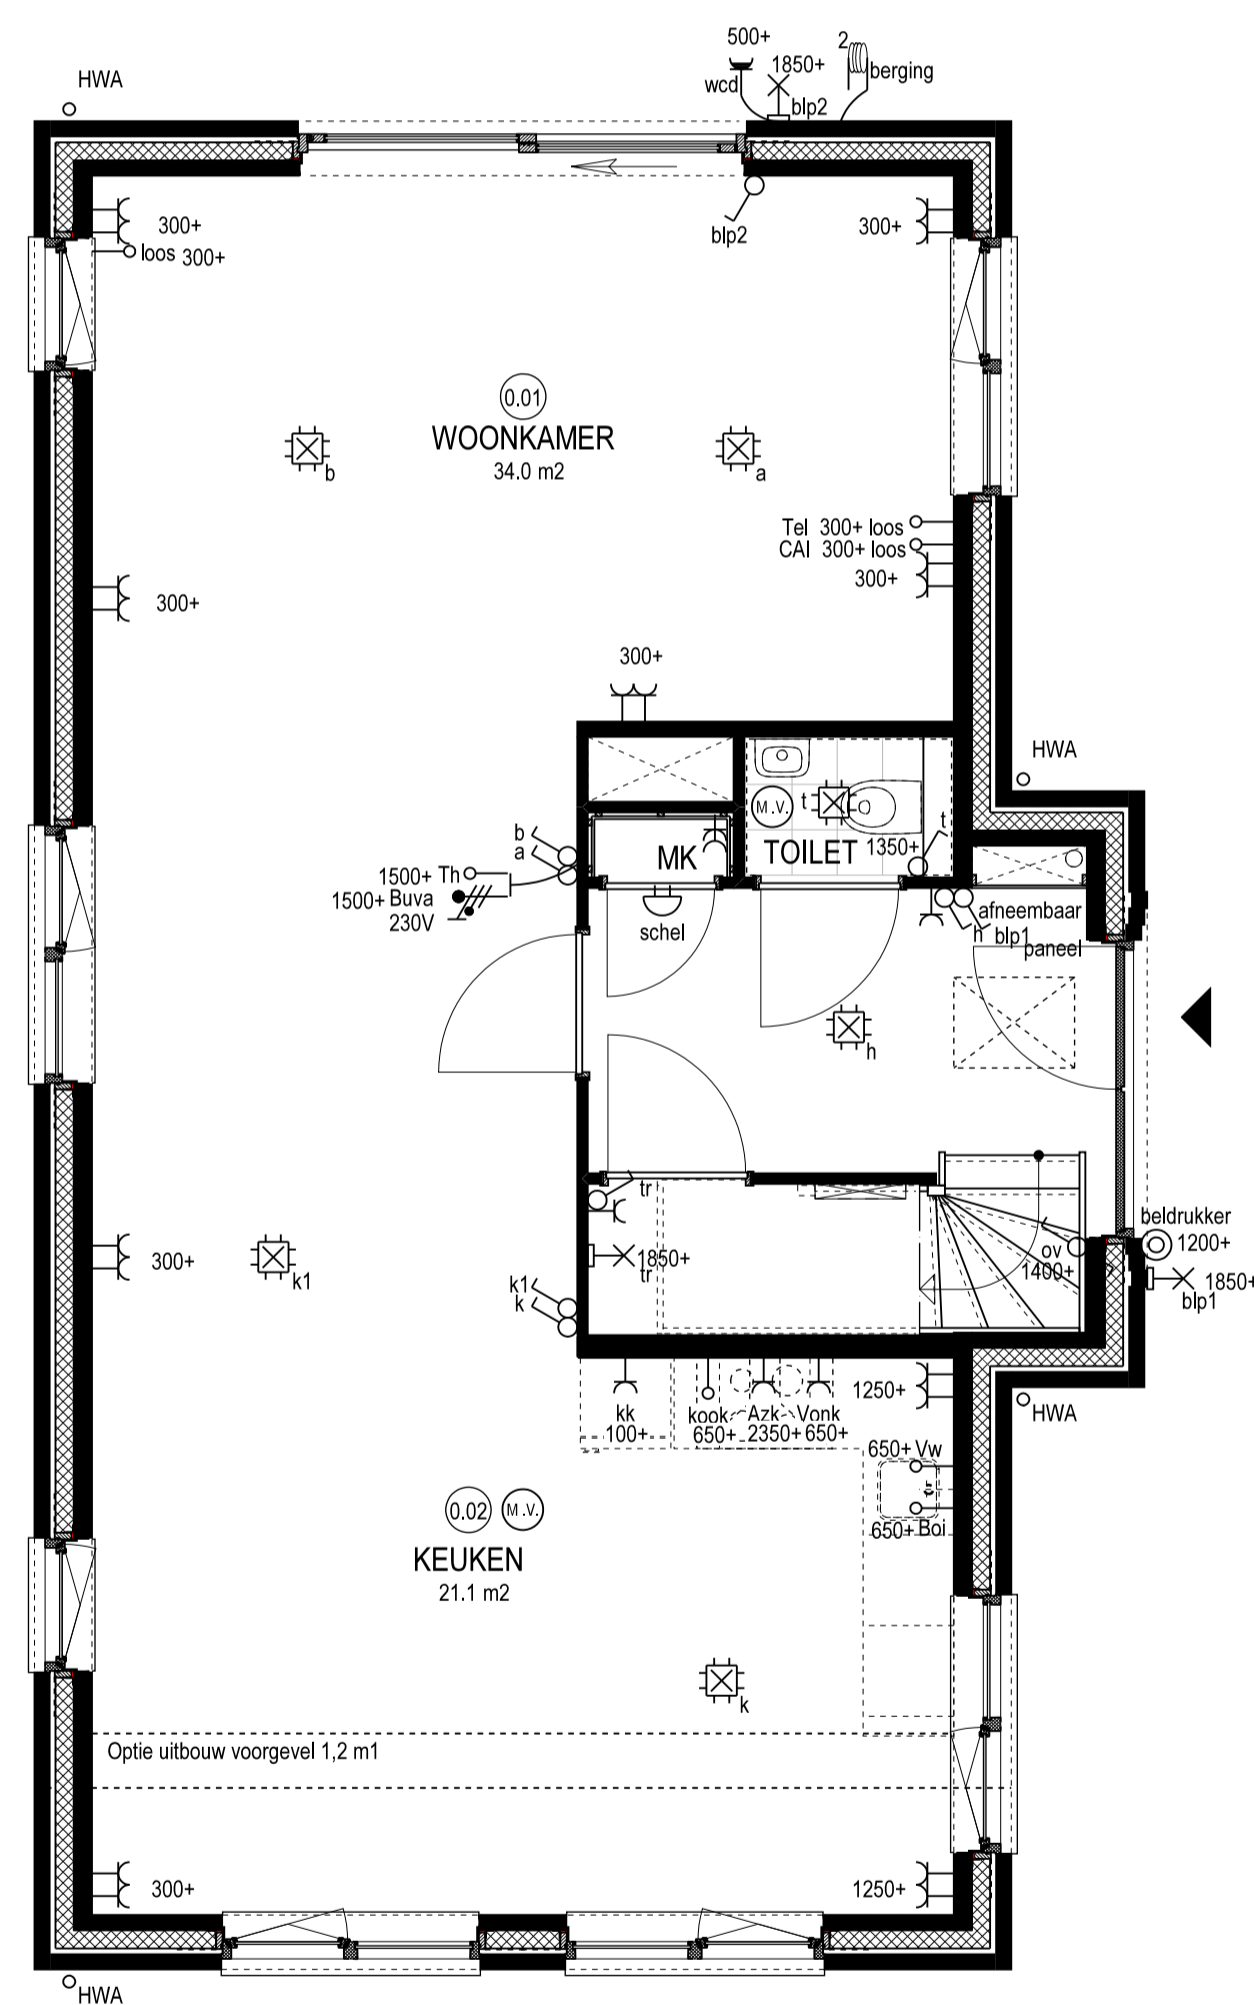 HWA
500+
wcd
1850+
blp2
2
berging
300+
loos 300+
blp2
300+
0.01
WOONKAMER
34.0 m2
b
a
Tel 300+ loos
CAI 300+ loos
300+
300+
300+
HWA
b
a
1500+ Th
1500+ Buva
230V
MK
schel
M.V.
t
TOILET
1350+
t
h
blp1
afneembaar
paneel
h
tr
1850+
tr
ov
1400+
beldrukker
1200+
1850+
blp1
300+
k1
k1
k
kk
100+
kook
650+
Azk
2350+
Vonk
650+
1250+
HWA
650+ Vw
650+ Boi
0.02
M.V.
KEUKEN
21.1 m2
k
Optie uitbouw voorgevel 1,2 m1
300+
1250+
HWA